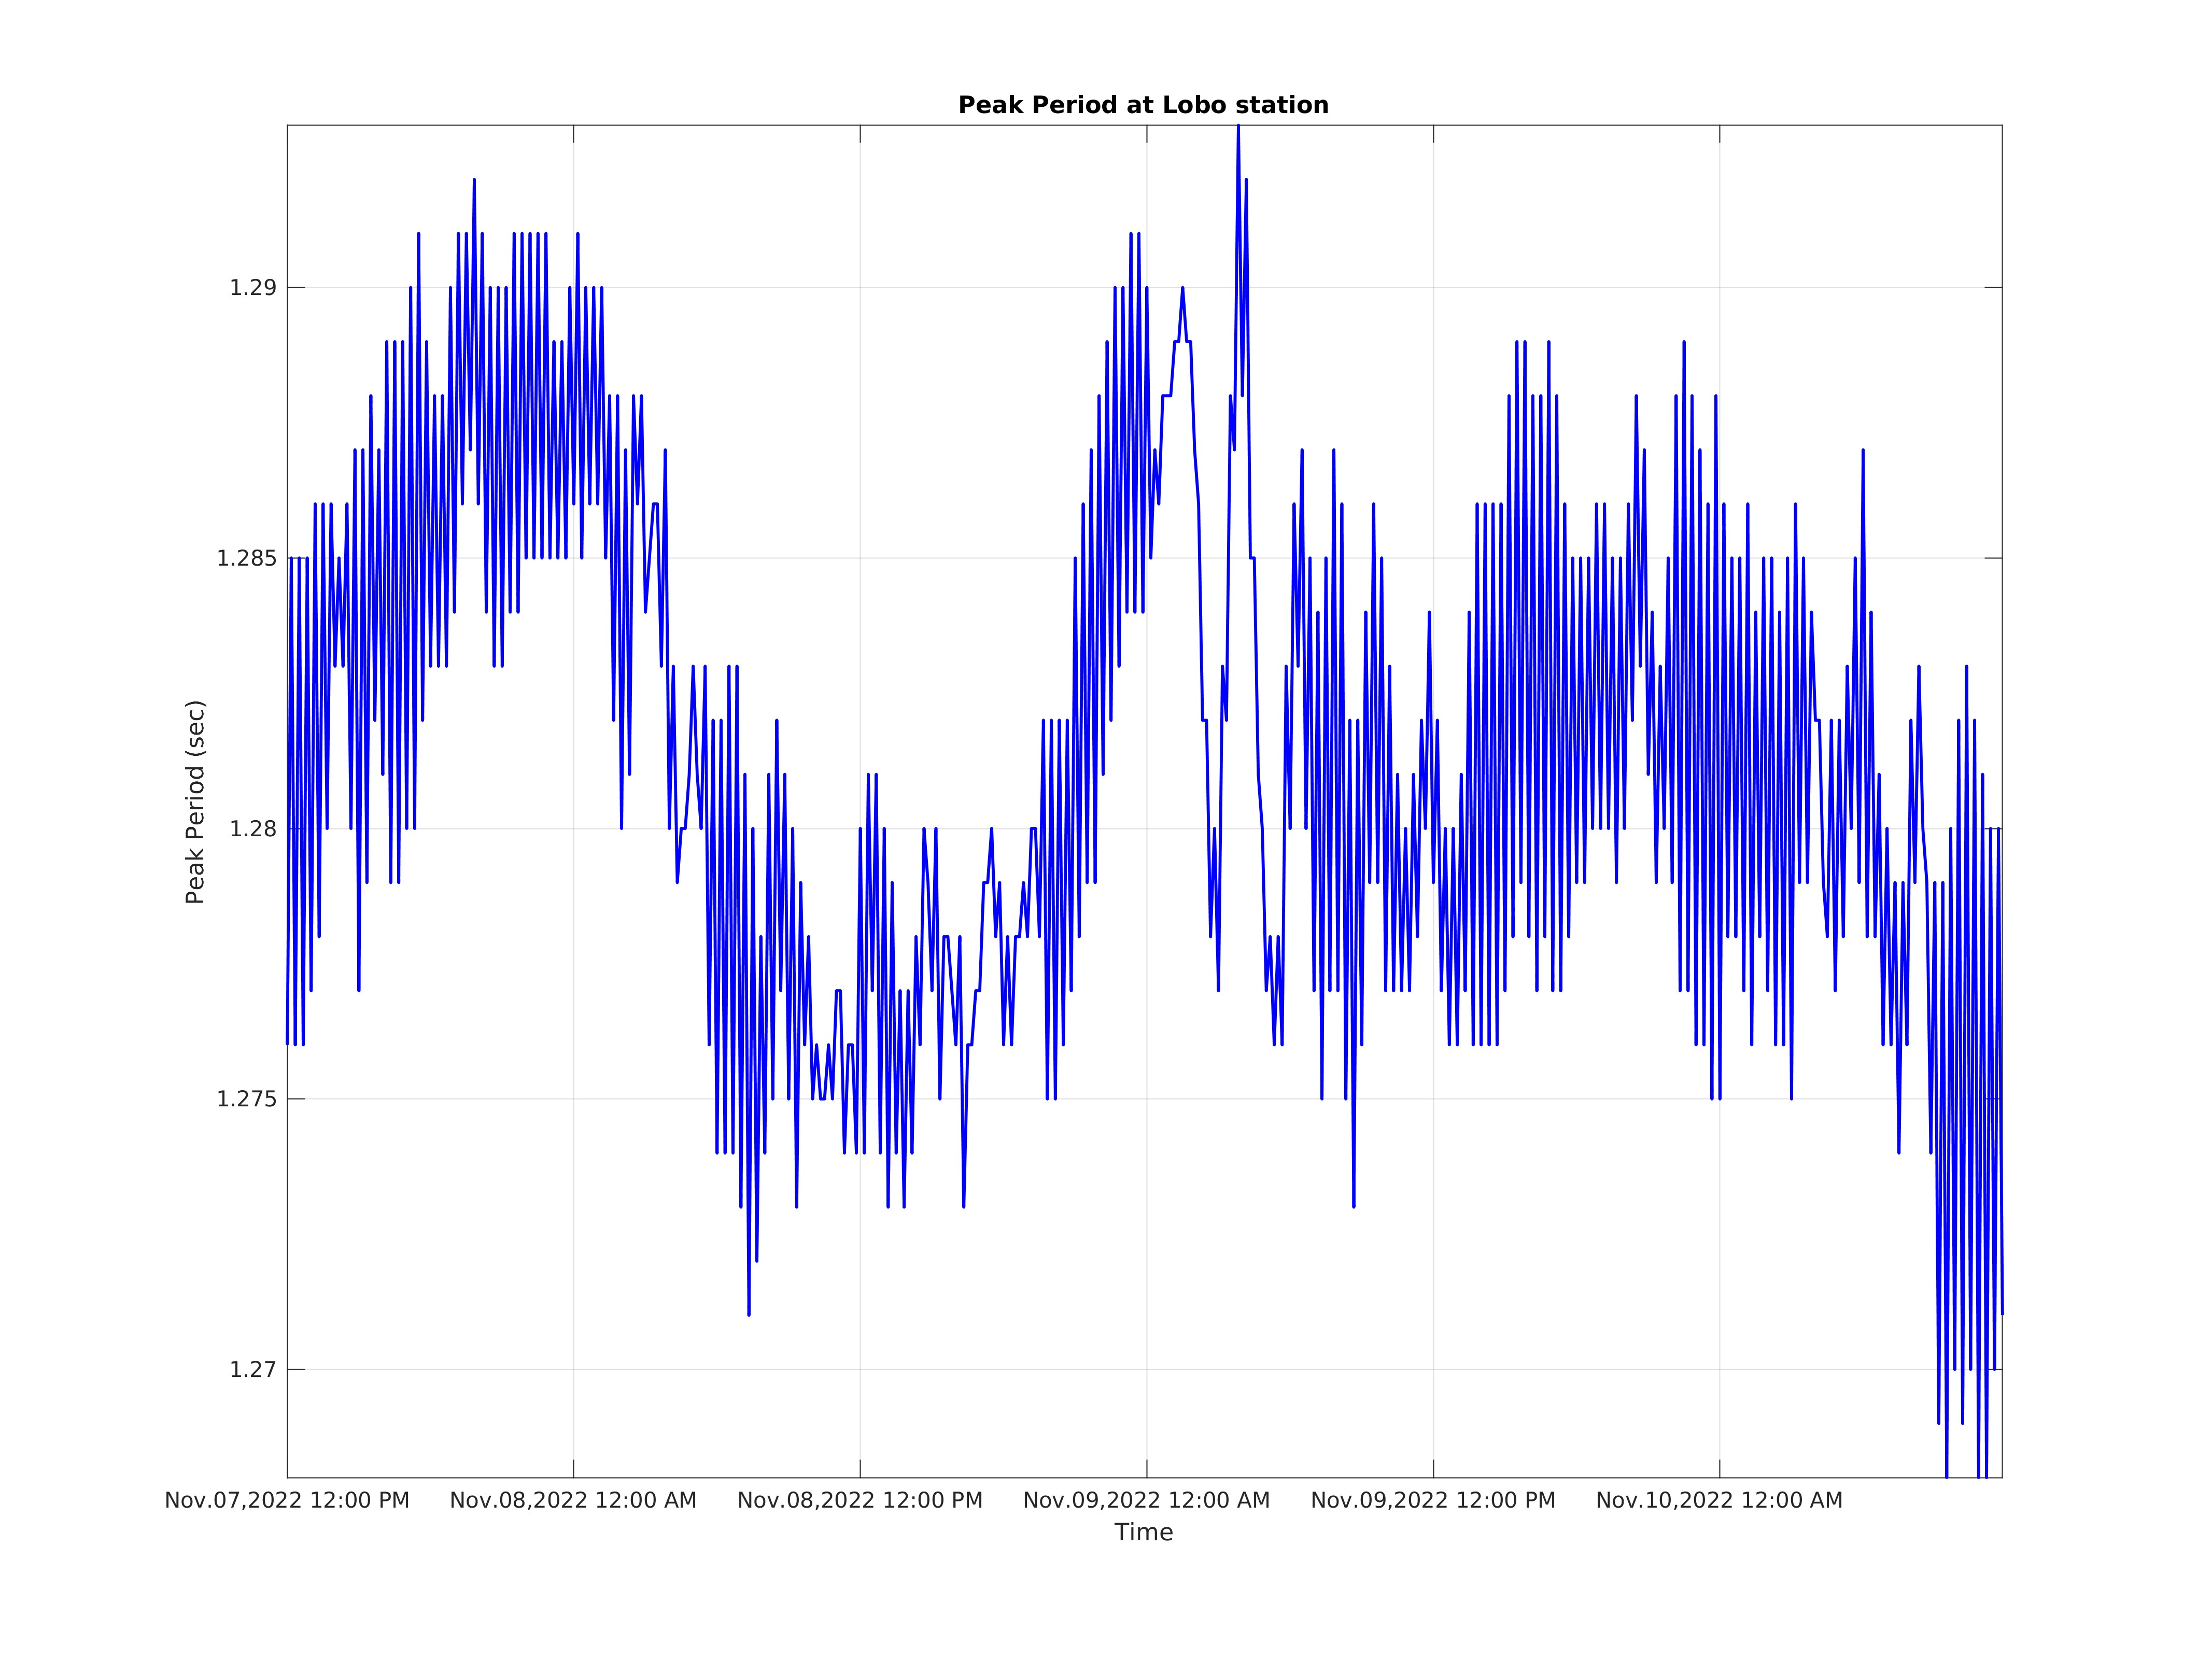 Peak Period at Lobo station
Peak Period (sec)
1.29
1.285
1.28
1.275
1.27
Nov.07,2022 12:00 PM Nov.08,2022 12:00 AM Nov.08,2022 12:00 PM Nov.09,2022 12:00 AM Nov.09,2022 12:00 PM Nov.10,2022 12:00 AM
Time